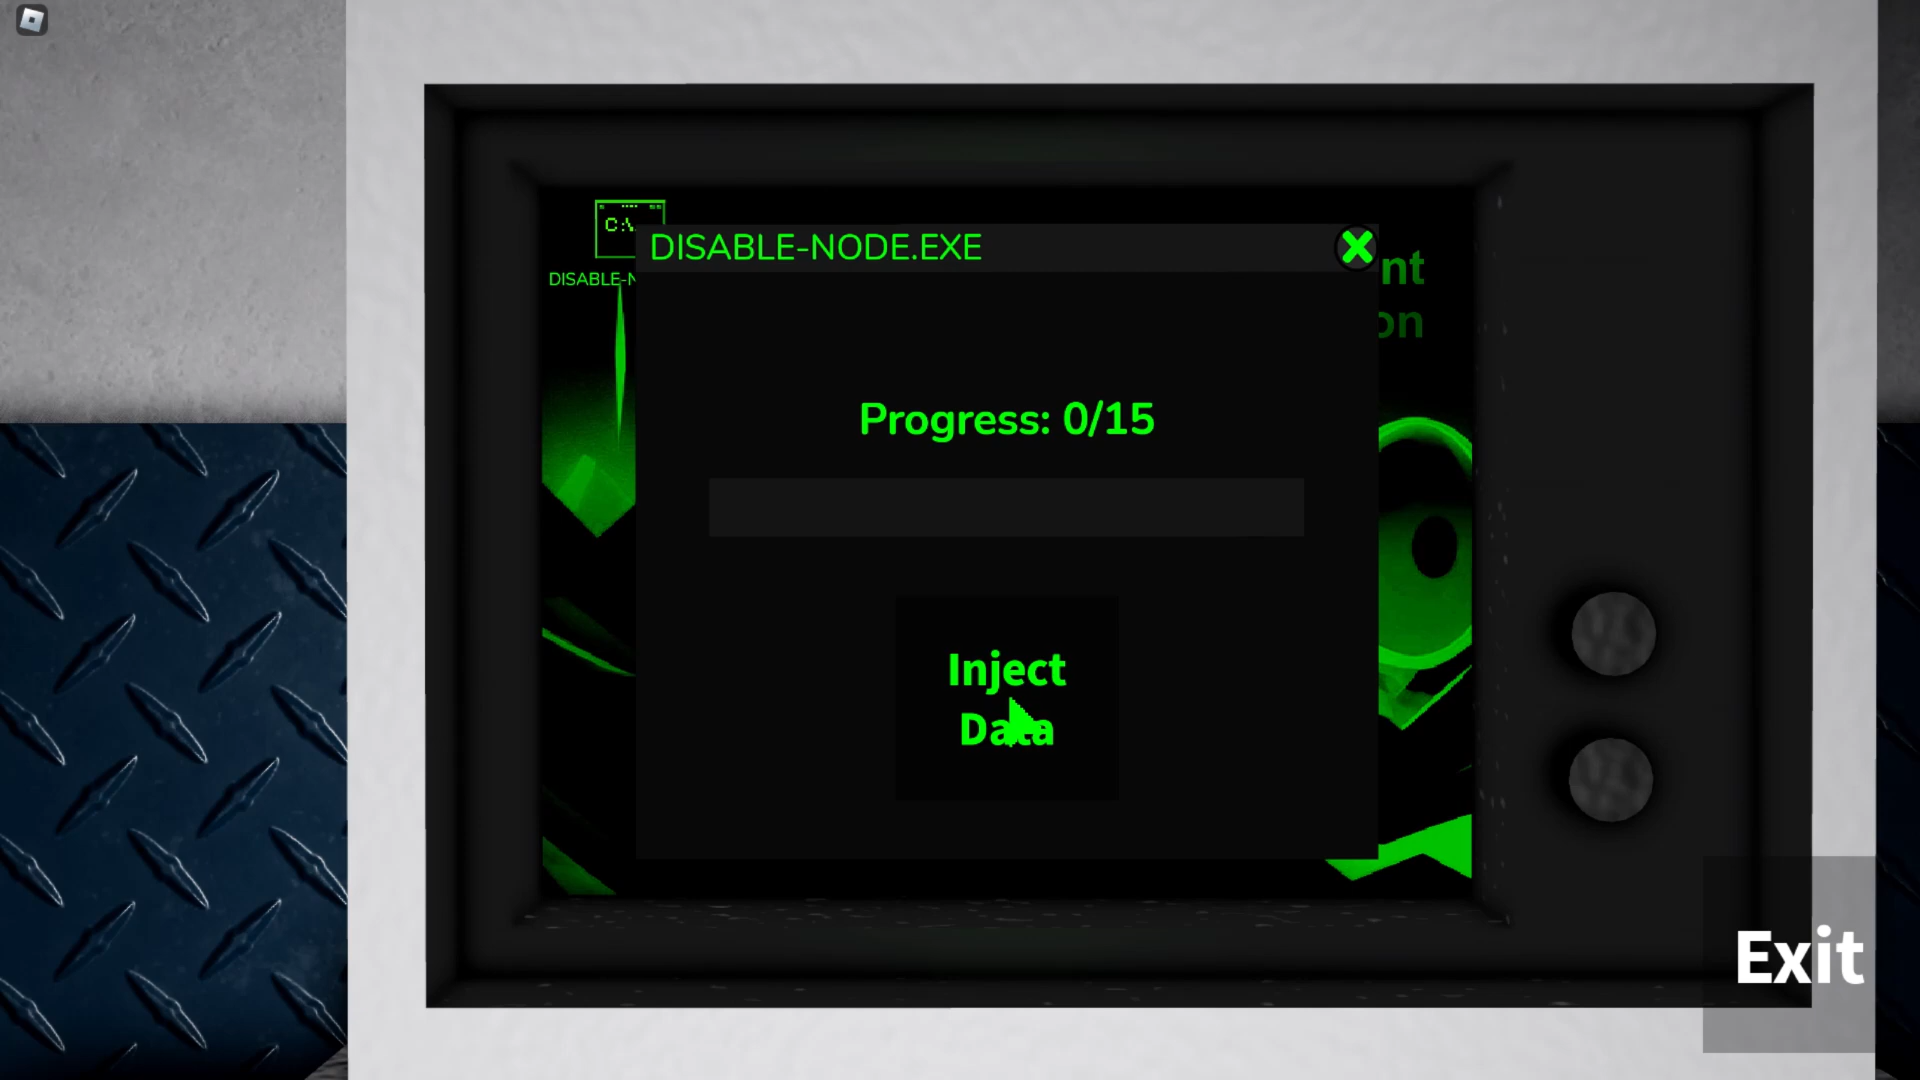 C:\.
DISABLE-NODE.EXE
DISABLE-N
nt
on
Progress: 0/15
Inject
Data
Exit